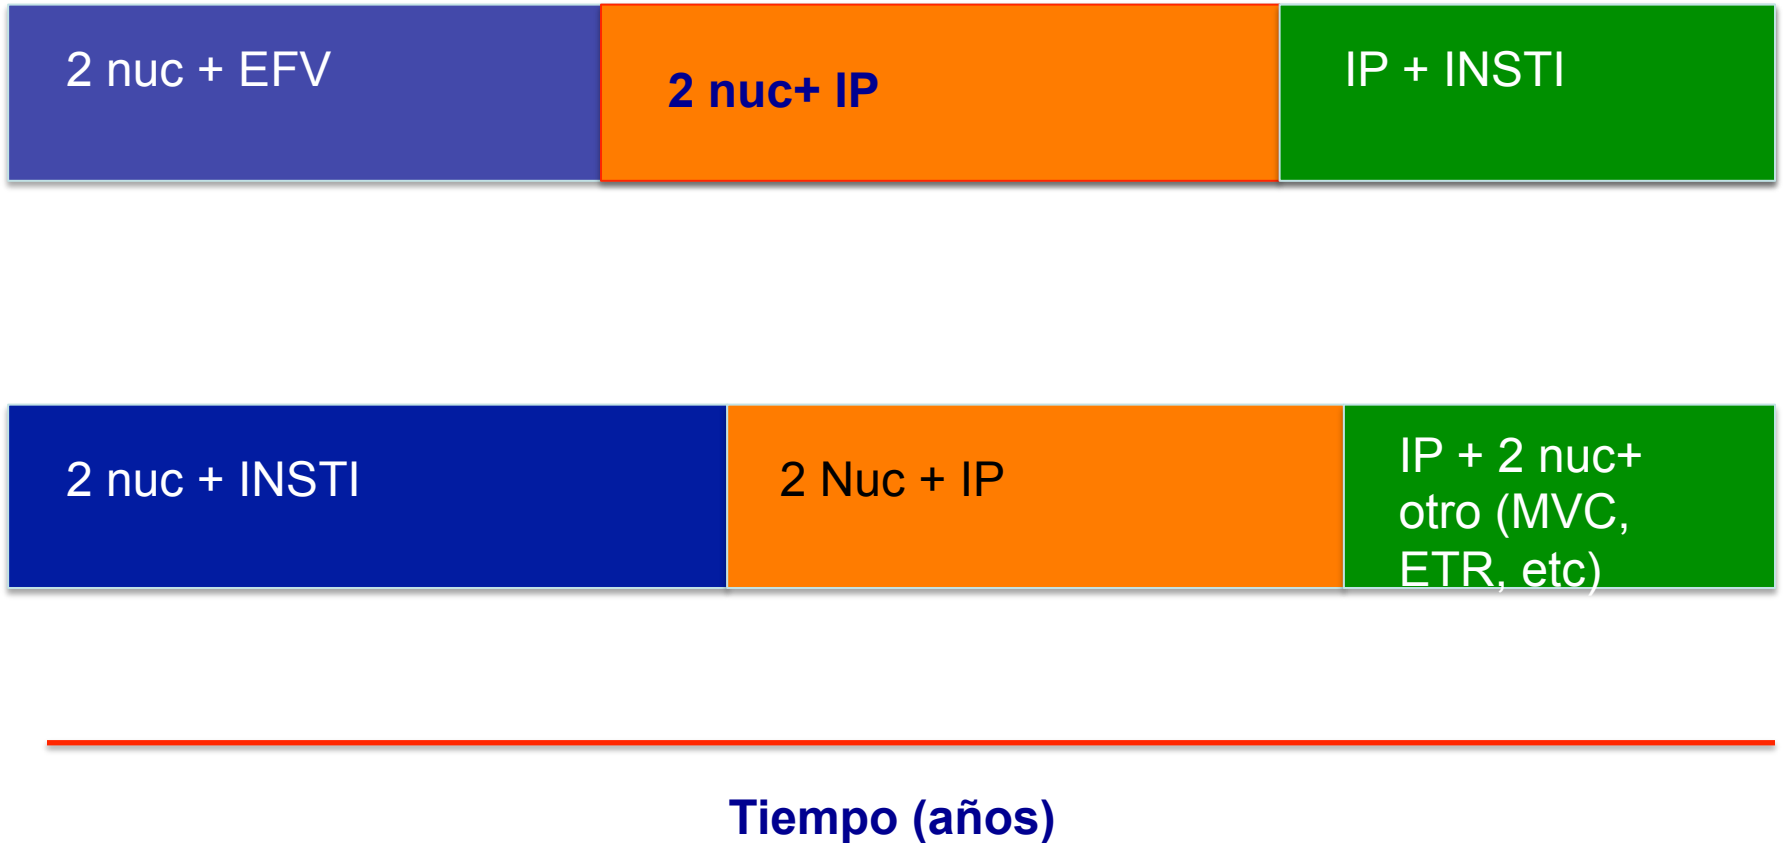 2 nuc + EFV
2 nuc+ IP
IP + INSTI
2 nuc + INSTI
2 Nuc + IP
IP + 2 nuc+
otro (MVC,
ETR, etc)
Tiempo (años)